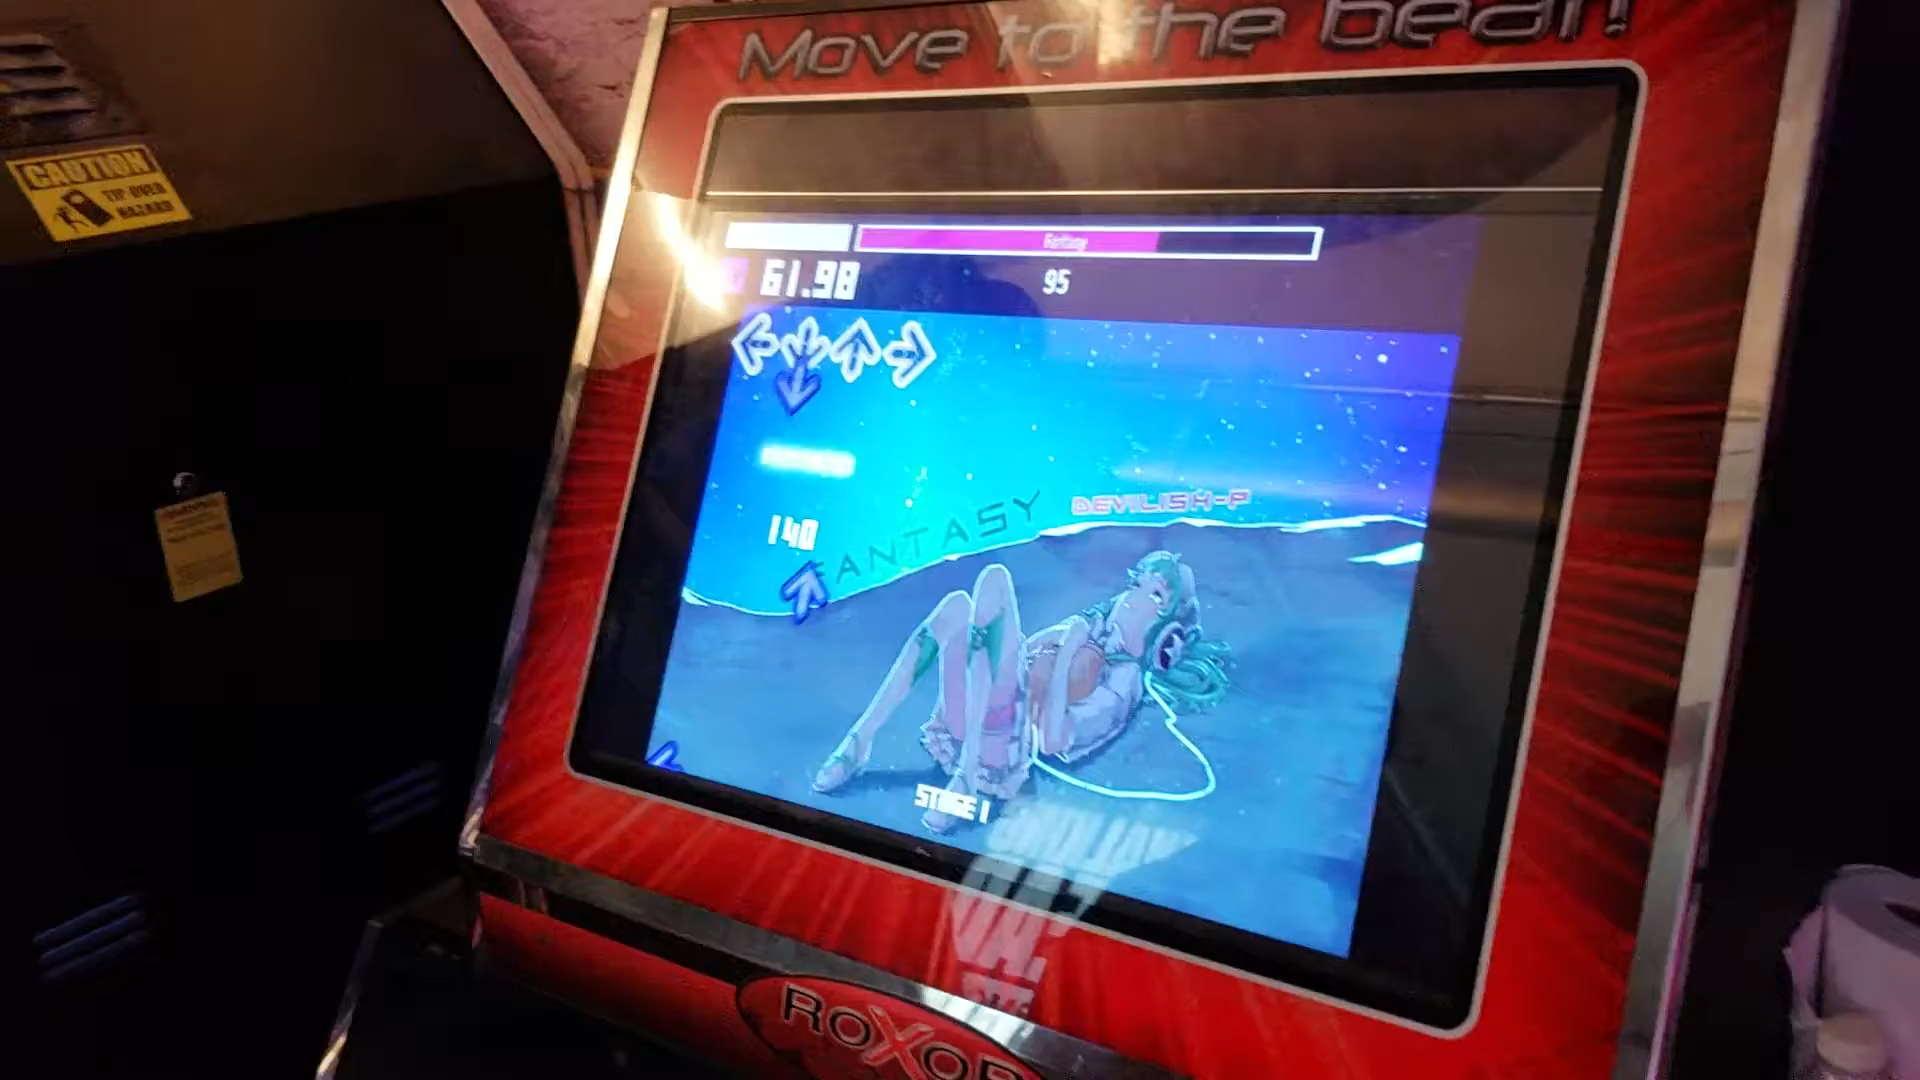 Move to the beat!
CAUTION
TIP-OVER
HAZARD
Fantasy
61.98
95
FANTASY
DEVILISH-P
140
STAGE 1
ROXOR